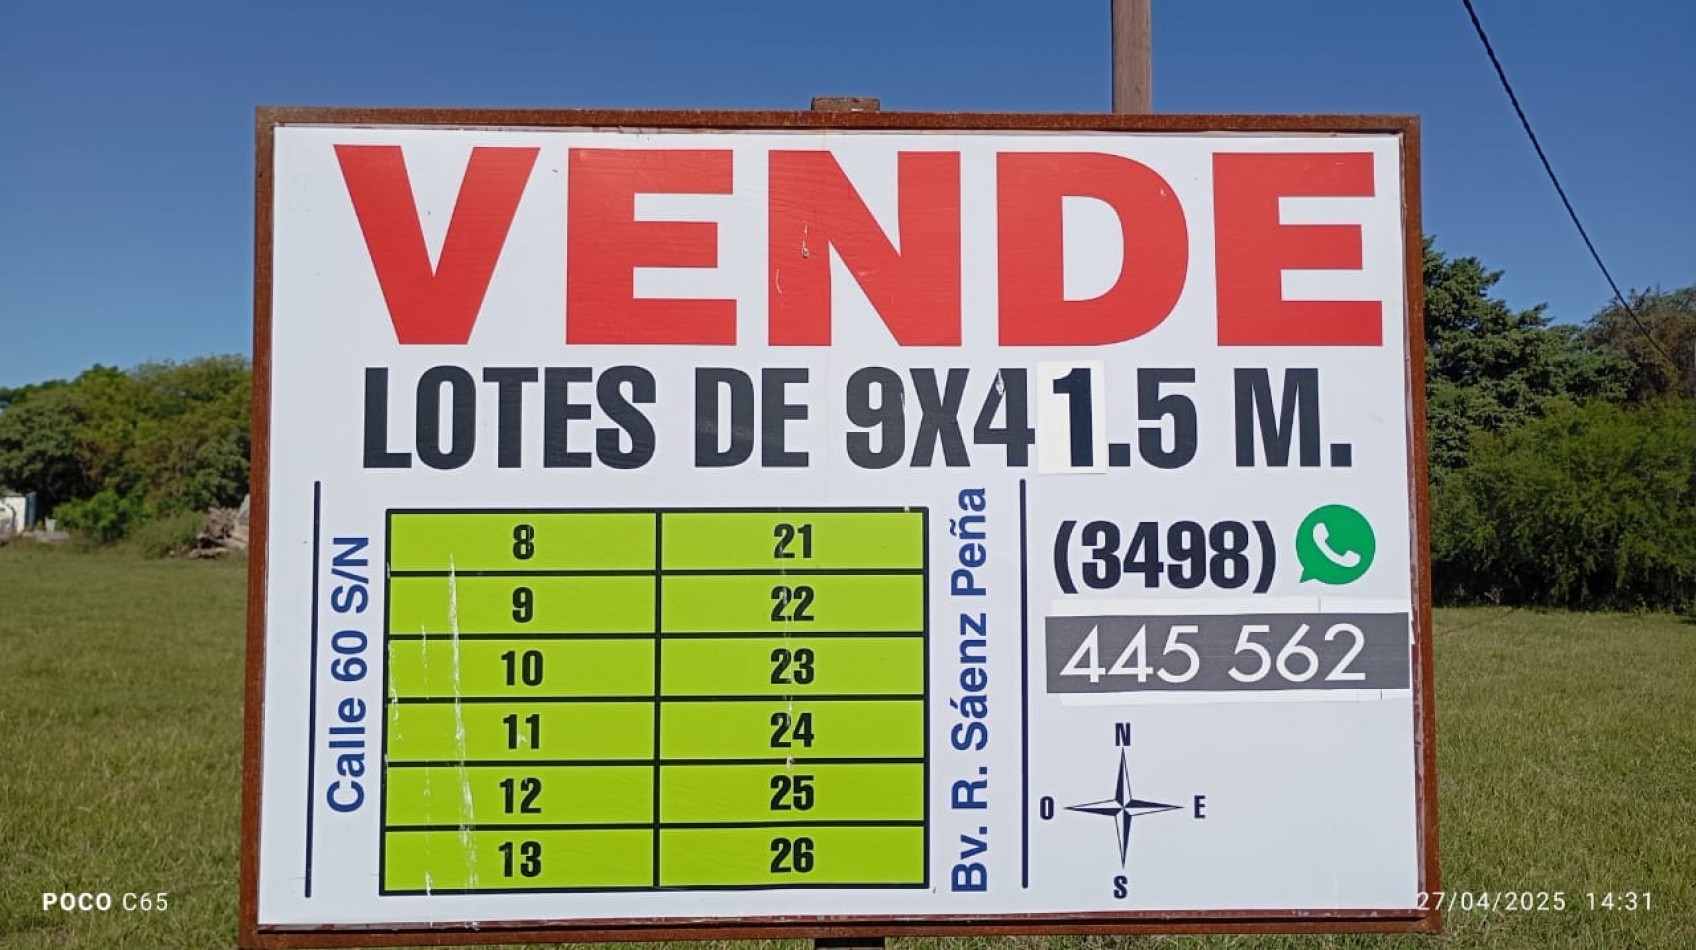 VENDE
LOTES DE 9X41.5 M.
Calle 60 S/N
8 21
9 22
10 23
11 24
12 25
13 26
Bv. R. Sáenz Peña
(3498)
445 562
N
O E
S
POCO C65
27/04/2025 14:31